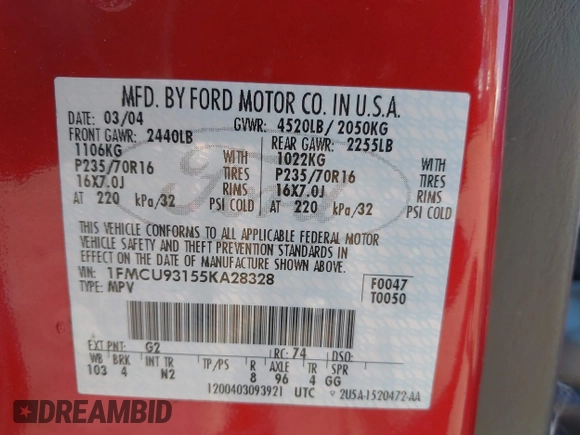 MFD. BY FORD MOTOR CO. IN U.S.A.
DATE: 03/04 GVWR: 4520LB/ 2050KG
FRONT GAWR: 2440LB REAR GAWR: 2255LB
1106KG WITH 1022KG WITH
P235/70R16 TIRES P235/70R16 TIRES
16X7.0J RIMS 16X7.0J RIMS
AT 220 kPa/32 PSI COLD AT 220 kPa/32 PSI COLD
THIS VEHICLE CONFORMS TO ALL APPLICABLE FEDERAL MOTOR
VEHICLE SAFETY AND THEFT PREVENTION STANDARDS IN
EFFECT ON THE DATE OF MANUFACTURE SHOWN ABOVE.
VIN: 1FMCU93155KA28328 F0047
TYPE: MPV T0050
Ford
EXT PNT: G2 RC: 74 DSO:
WB BRK INT TR TP/PS R AXLE TR SPR
103 4 N2 8 96 4 GG
1200403093921 UTC 2U5A-1520472-AA
DREAMBID